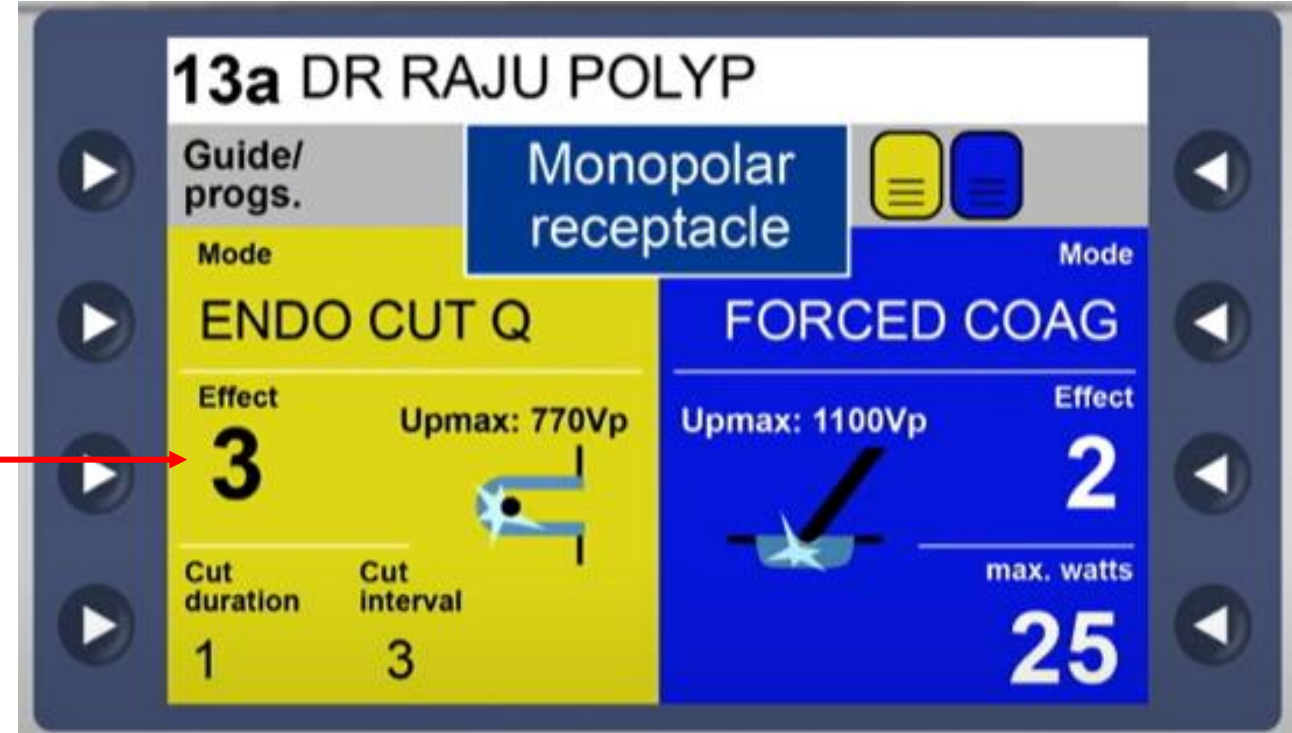 13a DR RAJU POLYP
Guide/
progs.
Monopolar
receptacle
Mode
ENDO CUT Q
Effect
3
Upmax: 770Vp
Cut
duration
1
Cut
interval
3
Mode
FORCED COAG
Upmax: 1100Vp
Effect
2
max. watts
25